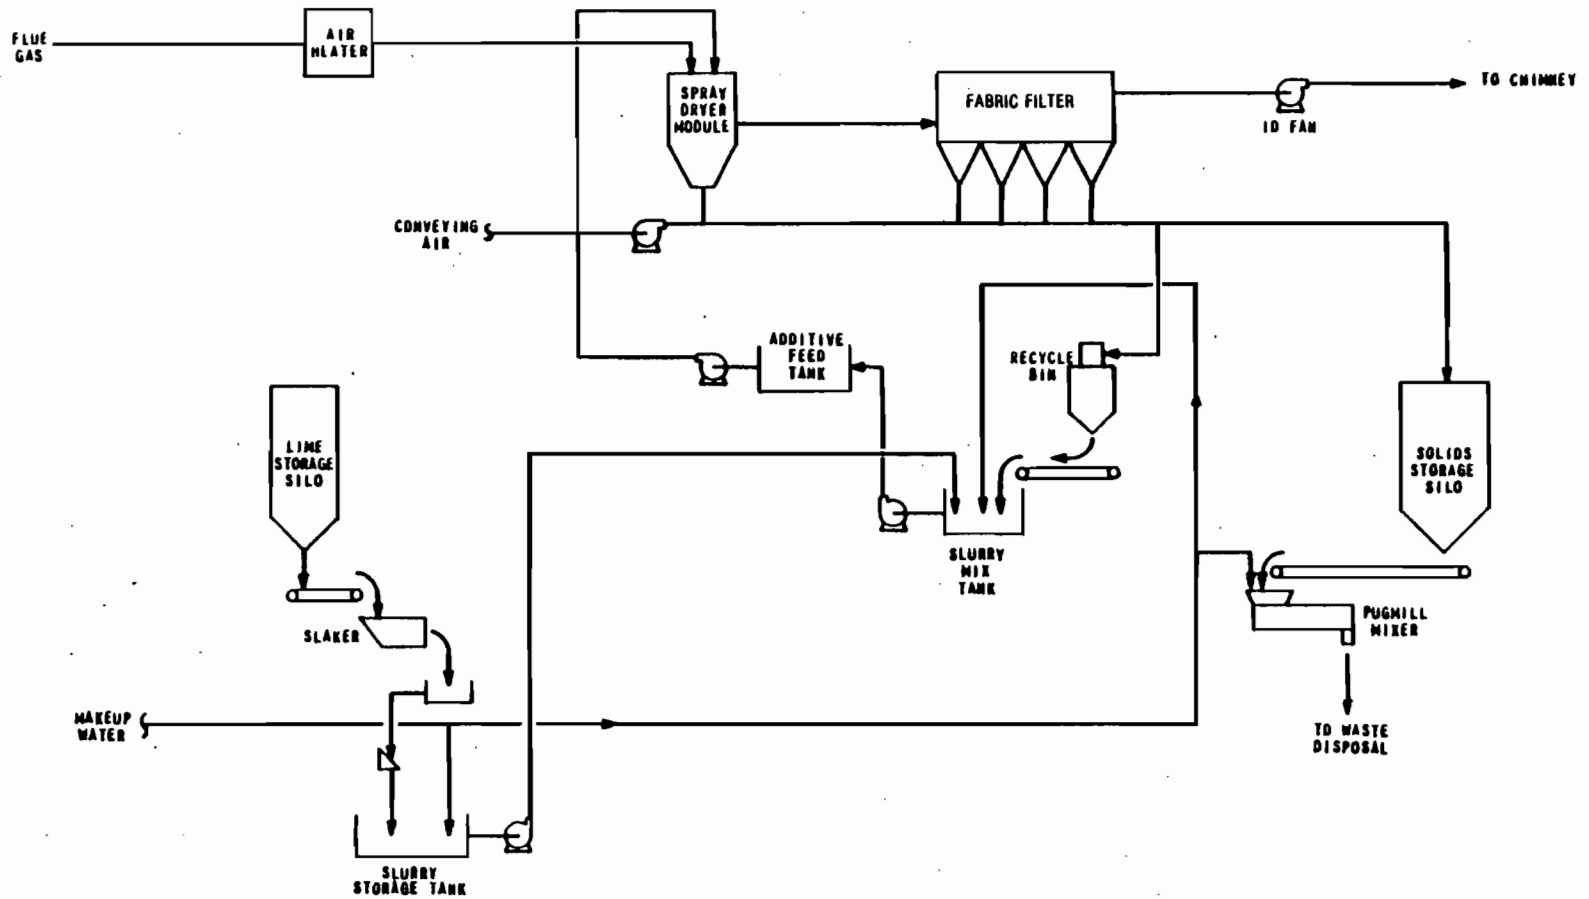 FLUE
GAS
AIR
HEATER
SPRAY
DRYER
MODULE
FABRIC FILTER
TO CHIMNEY
ID FAN
CONVEYING
AIR
ADDITIVE
FEED
TANK
RECYCLE
BIN
LIME
STORAGE
SILO
SOLIDS
STORAGE
SILO
SLURRY
MIX
TANK
SLAKER
PUGMILL
MIXER
MAKEUP
WATER
TO WASTE
DISPOSAL
SLURRY
STORAGE TANK